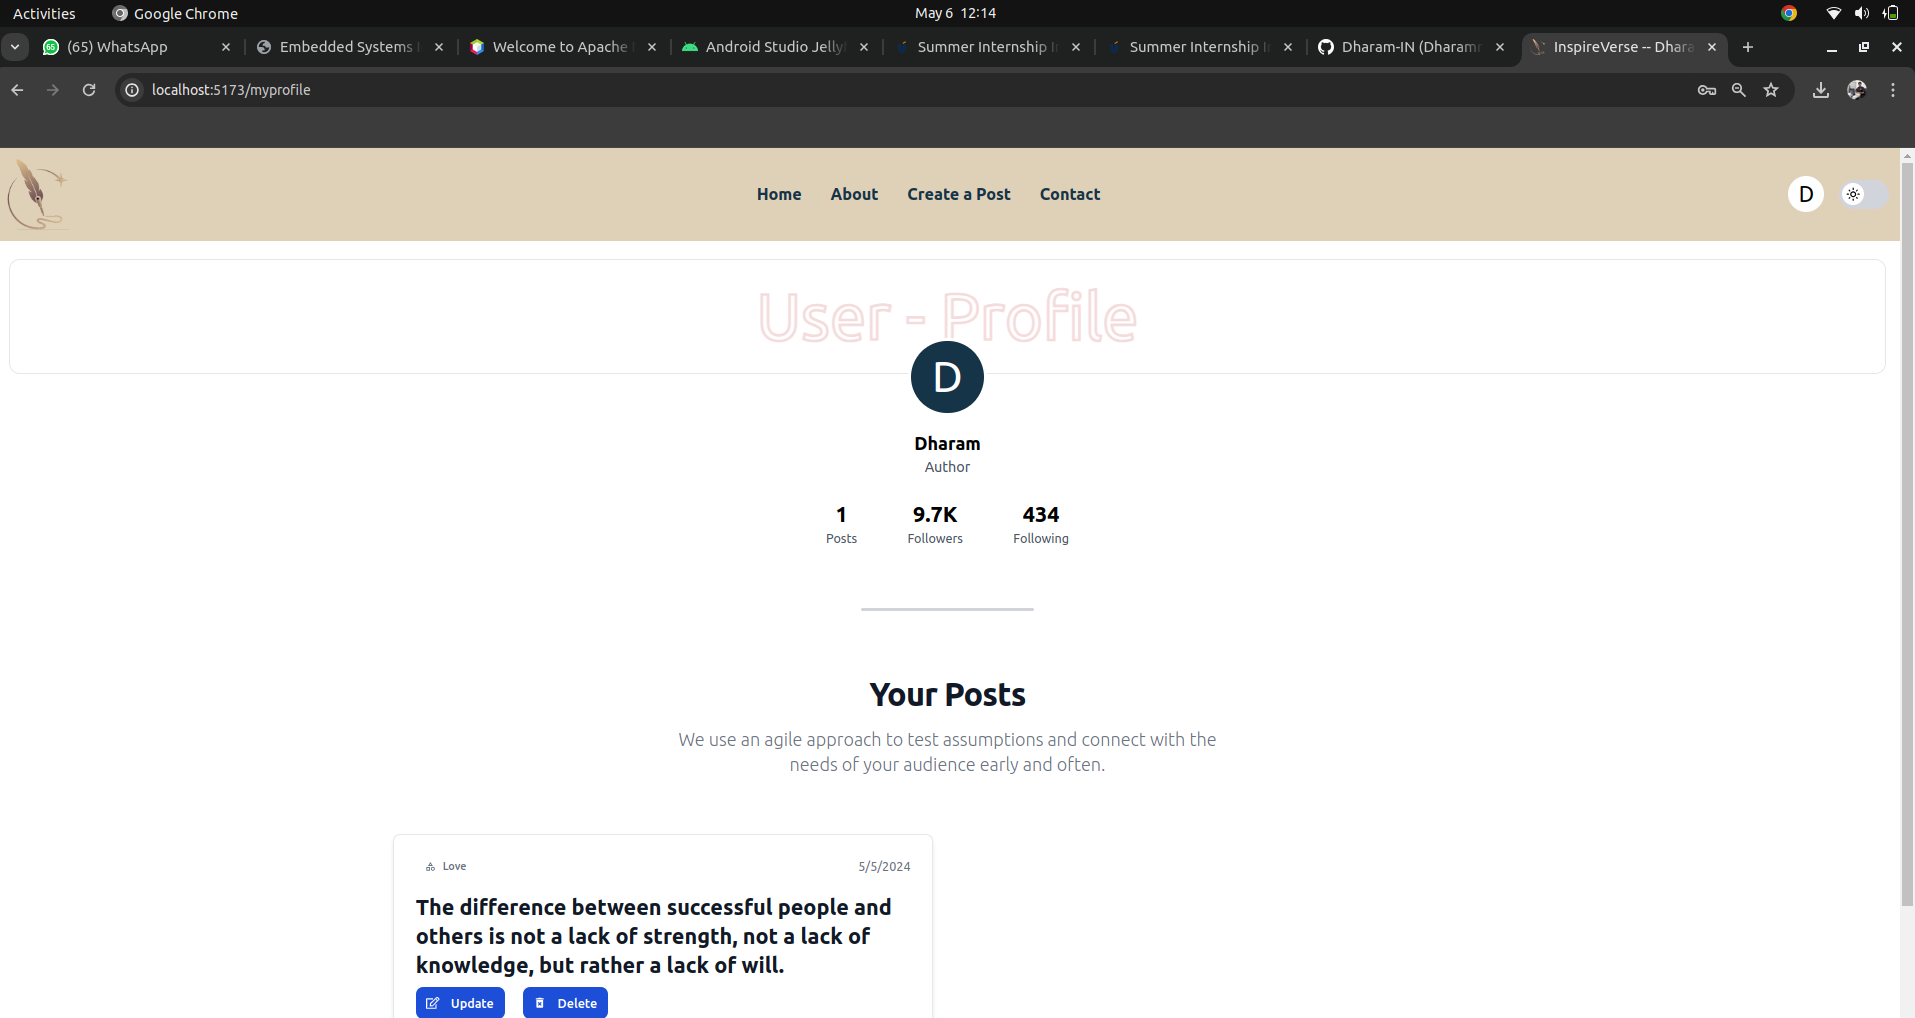 Activities Google Chrome May 6 12:14
(65) WhatsApp Embedded Systems Welcome to Apache Android Studio Jelly Summer Internship Summer Internship Dharam-IN (Dharam InspireVerse -- Dhara
localhost:5173/myprofile
Home About Create a Post Contact D
User - Profile
D
Dharam
Author
1 9.7K 434
Posts Followers Following
Your Posts
We use an agile approach to test assumptions and connect with the
needs of your audience early and often.
Love 5/5/2024
The difference between successful people and
others is not a lack of strength, not a lack of
knowledge, but rather a lack of will.
Update Delete